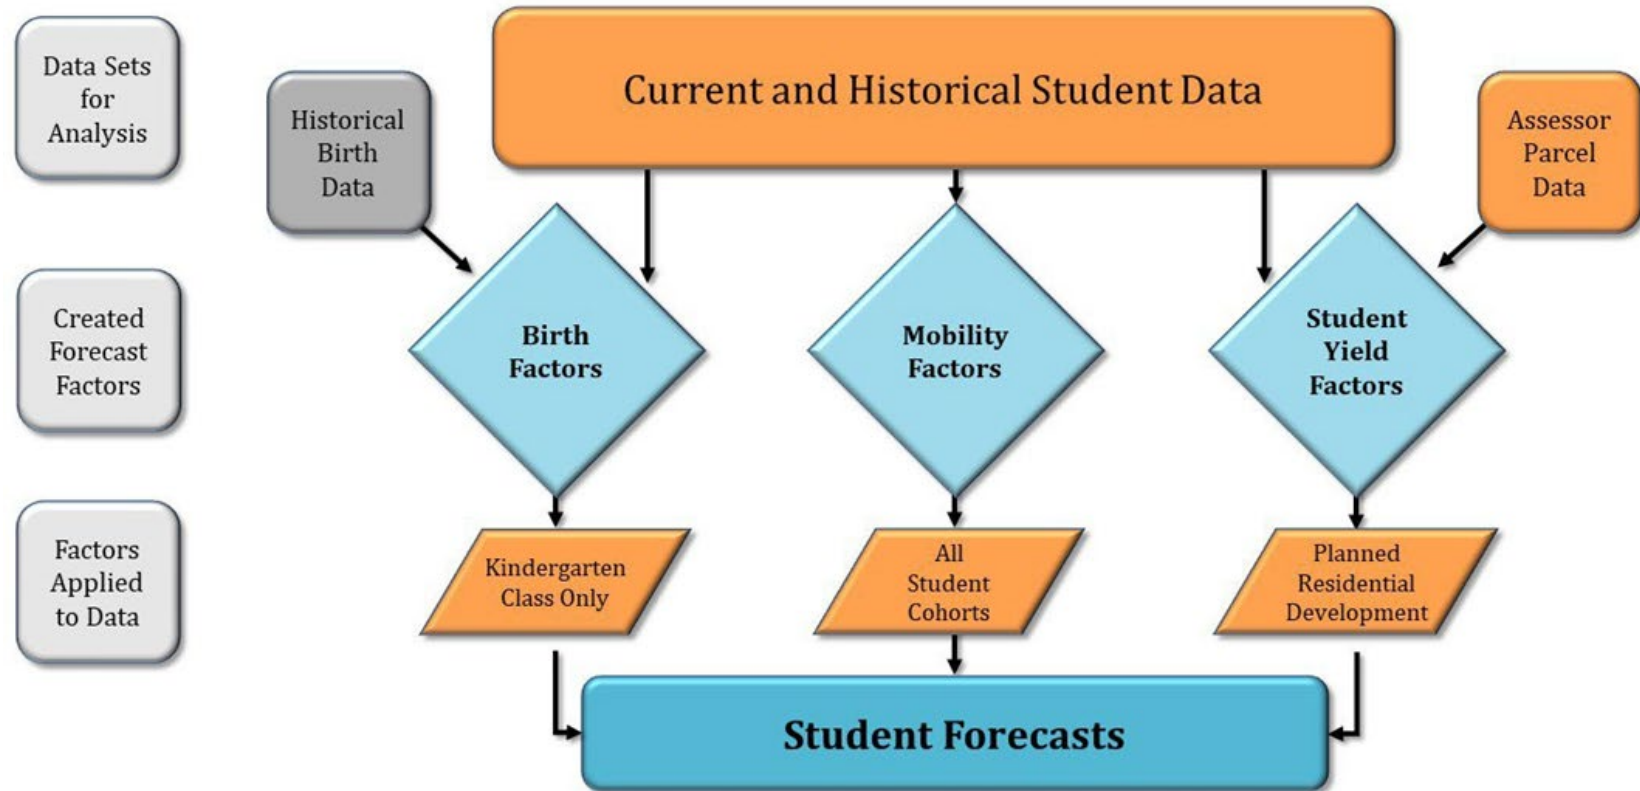 Data Sets
for
Analysis
Current and Historical Student Data
Historical
Birth
Data
Assessor
Parcel
Data
Created
Forecast
Factors
Birth
Factors
Mobility
Factors
Student
Yield
Factors
Factors
Applied
to Data
Kindergarten
Class Only
All
Student
Cohorts
Planned
Residential
Development
Student Forecasts